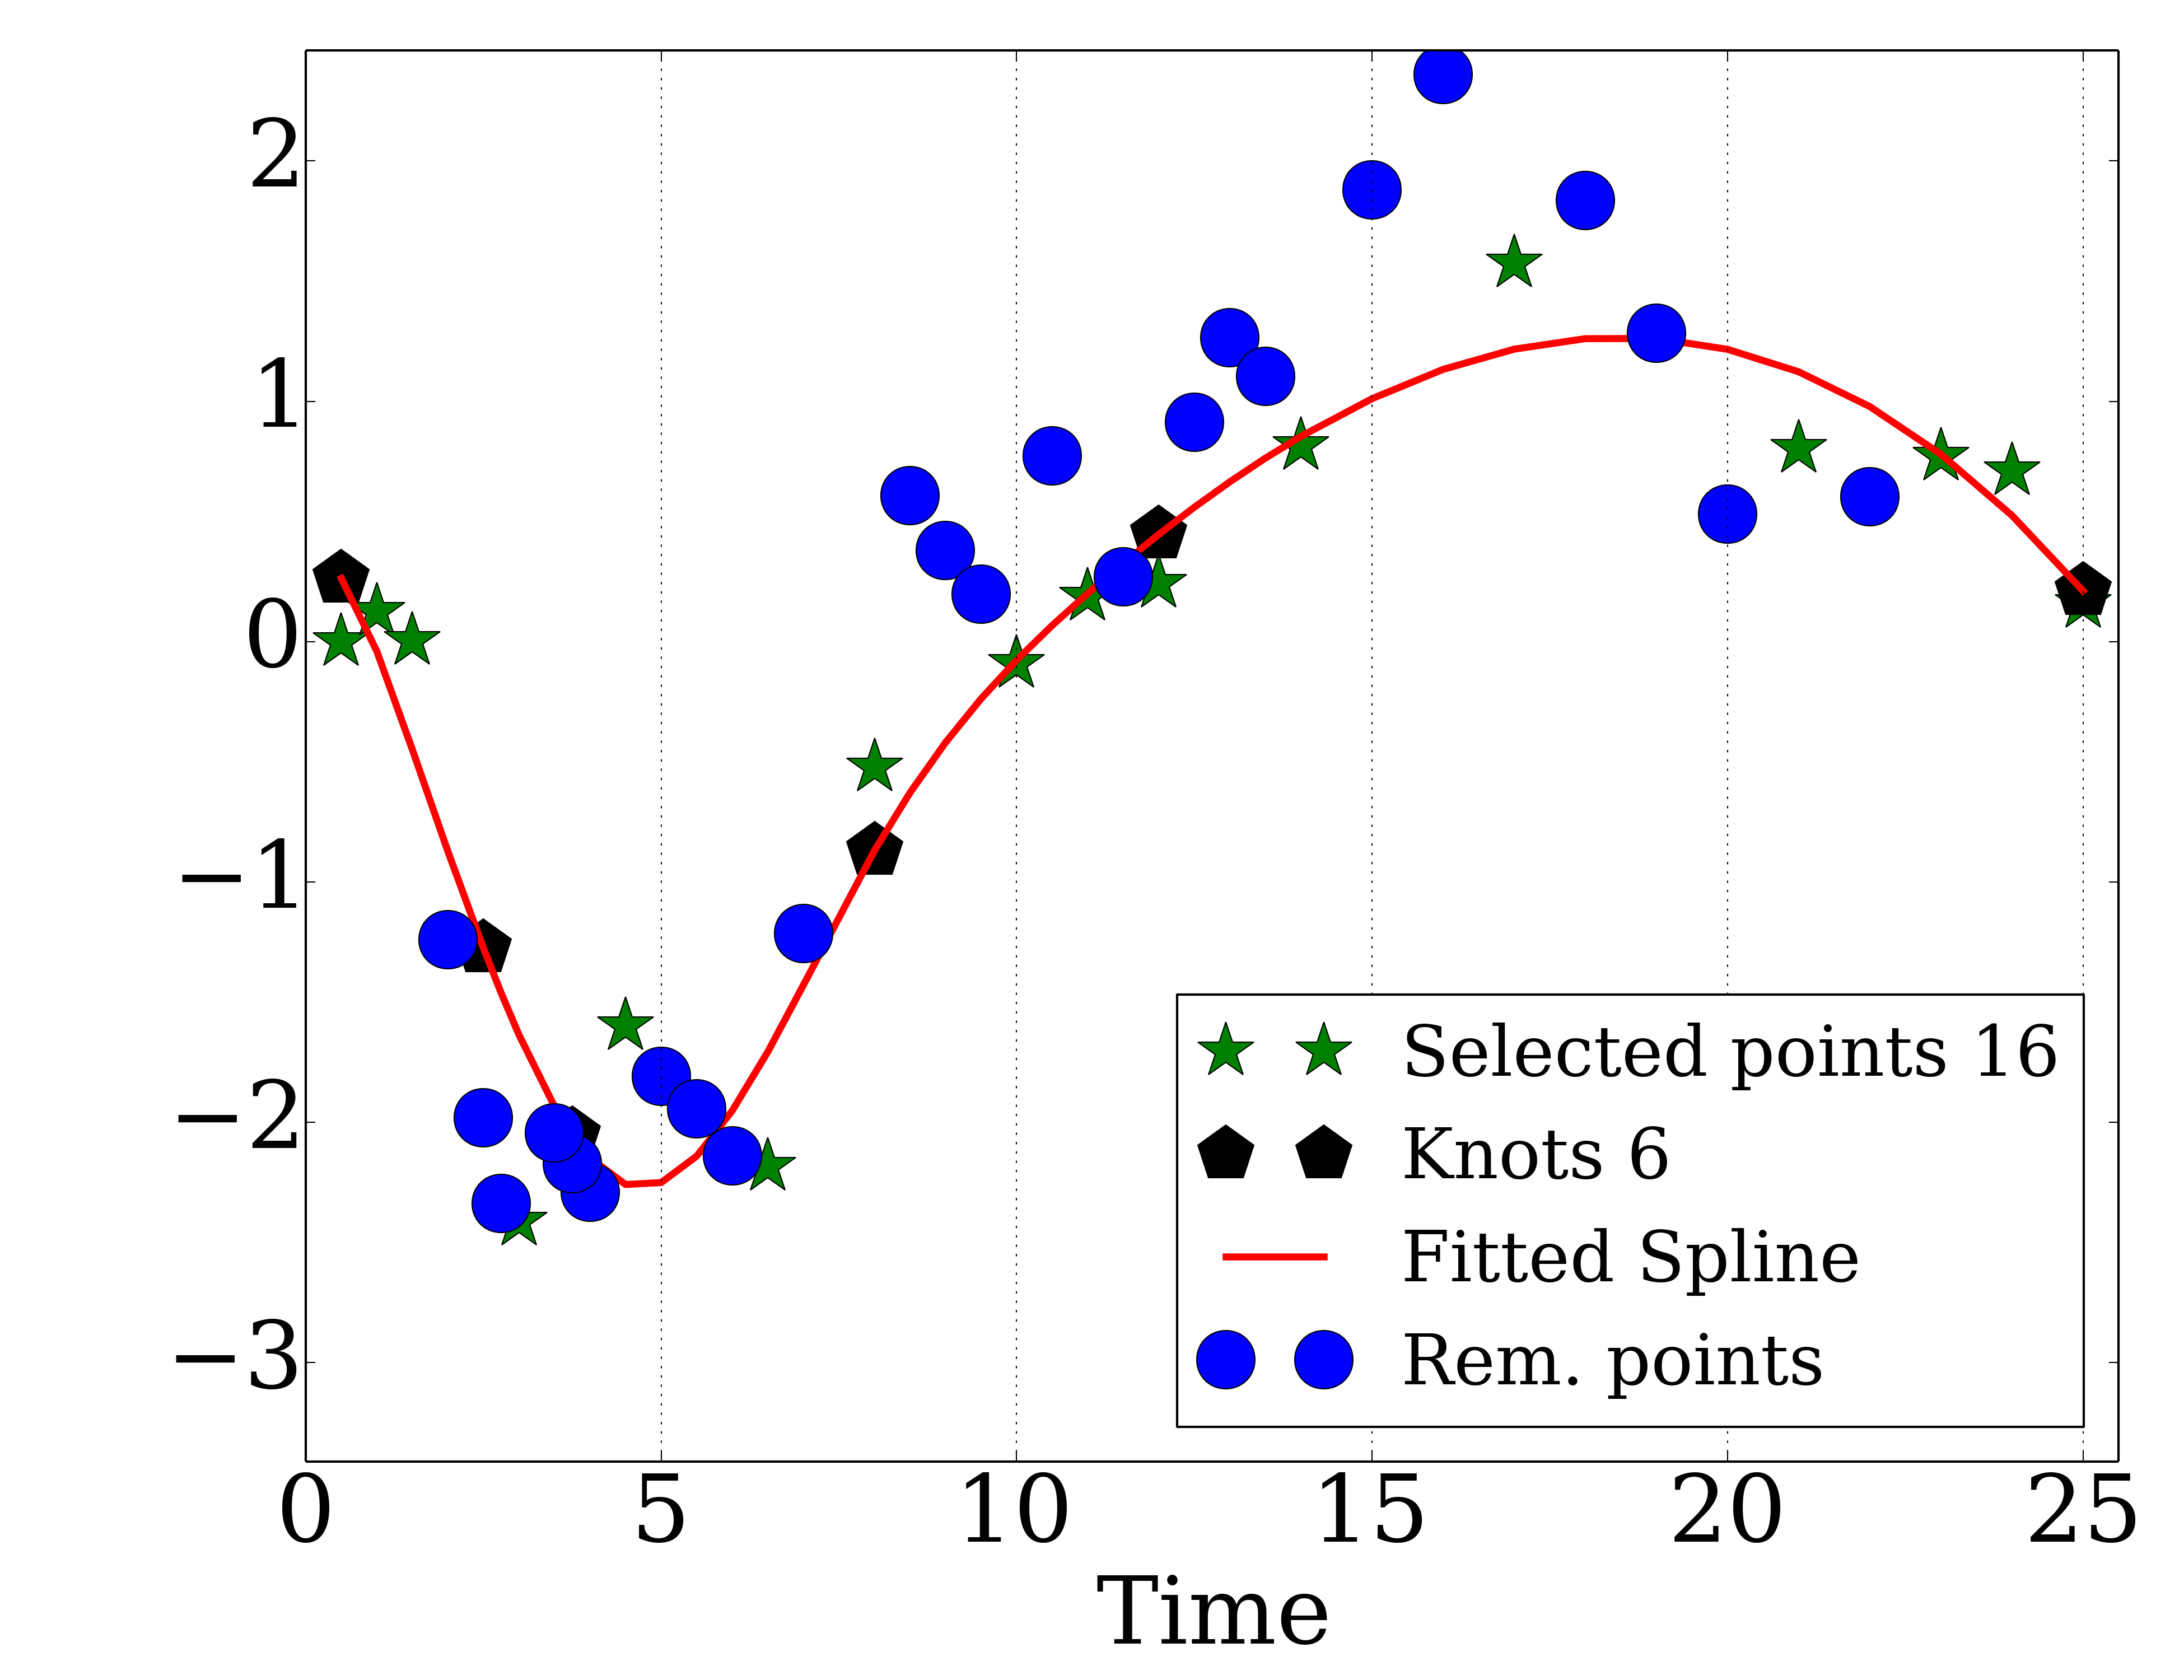 2
1
0
−1
−2
−3
0 5 10 15 20 25
Time
Selected points 16
Knots 6
Fitted Spline
Rem. points